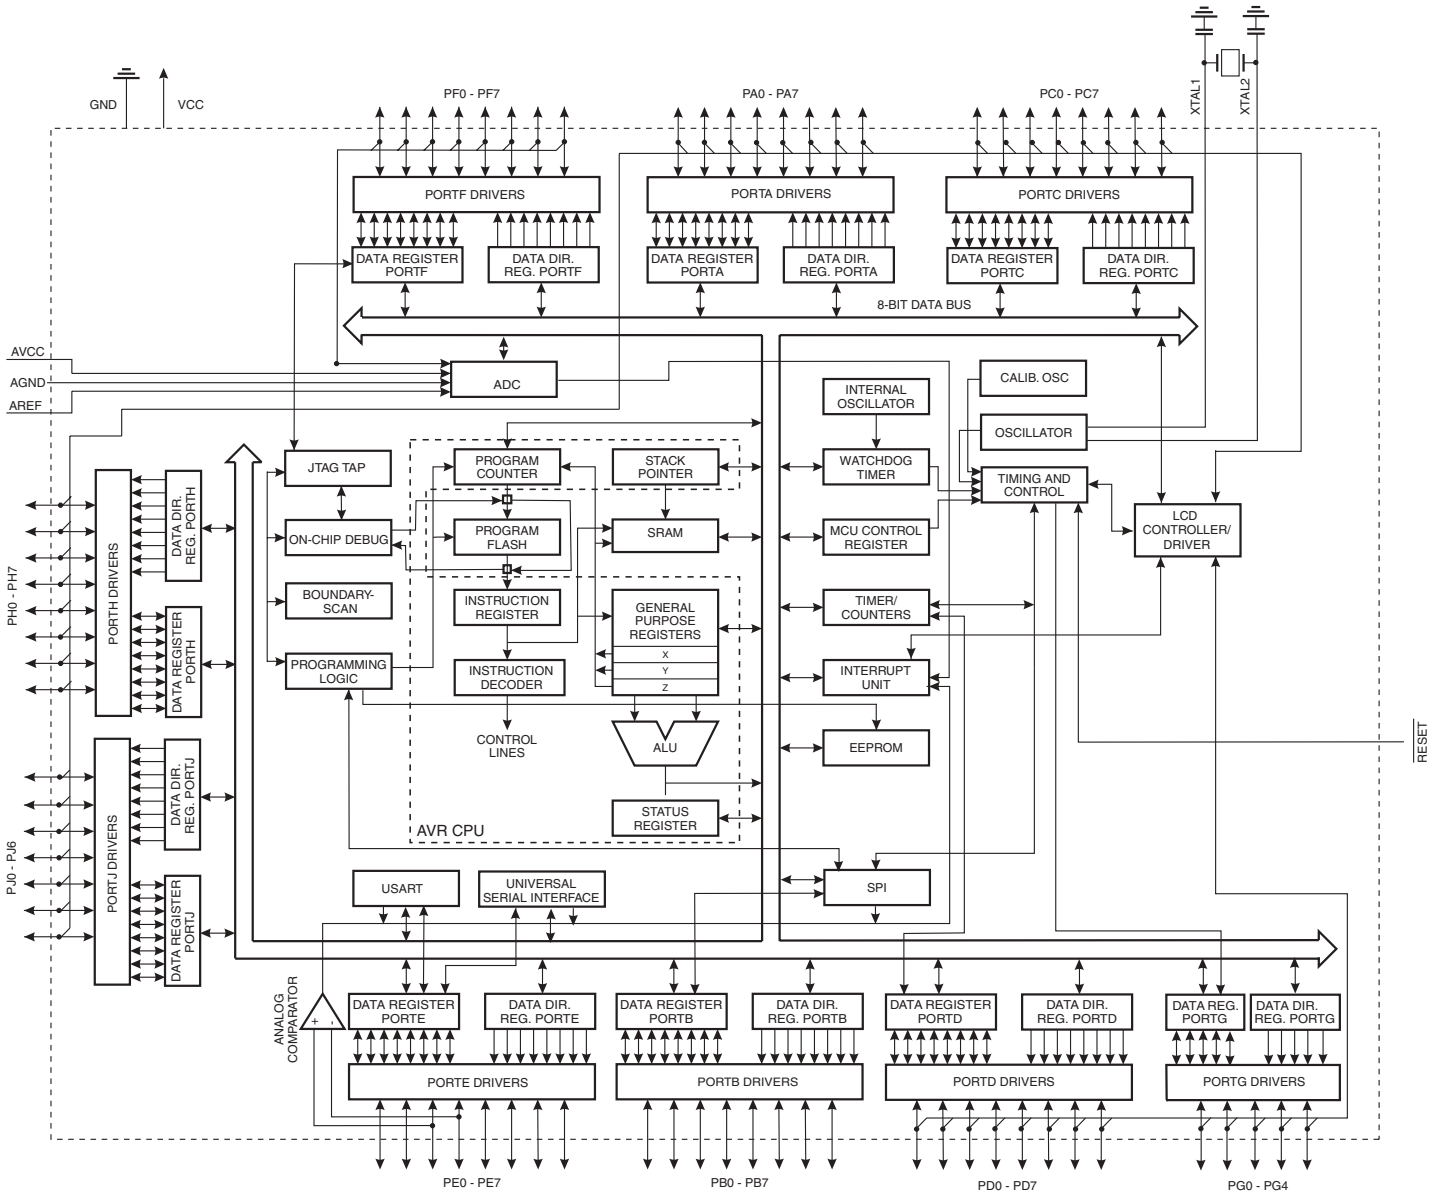 XTAL1
XTAL2
GND
VCC
PF0 - PF7
PA0 - PA7
PC0 - PC7
PORTF DRIVERS
PORTA DRIVERS
PORTC DRIVERS
DATA REGISTER
PORTF
DATA DIR.
REG. PORTF
DATA REGISTER
PORTA
DATA DIR.
REG. PORTA
DATA REGISTER
PORTC
DATA DIR.
REG. PORTC
8-BIT DATA BUS
AVCC
AGND
AREF
ADC
CALIB. OSC
INTERNAL
OSCILLATOR
OSCILLATOR
JTAG TAP
PROGRAM
COUNTER
STACK
POINTER
WATCHDOG
TIMER
TIMING AND
CONTROL
LCD
CONTROLLER/
DRIVER
ON-CHIP DEBUG
PROGRAM
FLASH
SRAM
MCU CONTROL
REGISTER
BOUNDARY-
SCAN
INSTRUCTION
REGISTER
GENERAL
PURPOSE
REGISTERS
X
Y
Z
TIMER/
COUNTERS
PROGRAMMING
LOGIC
INSTRUCTION
DECODER
INTERRUPT
UNIT
CONTROL
LINES
ALU
EEPROM
STATUS
REGISTER
AVR CPU
RESET
PH0 - PH7
PORTH DRIVERS
DATA DIR.
REG. PORTH
DATA REGISTER
PORTH
PJ0 - PJ6
PORTJ DRIVERS
DATA DIR.
REG. PORTJ
DATA REGISTER
PORTJ
USART
UNIVERSAL
SERIAL INTERFACE
SPI
ANALOG
COMPARATOR
+
-
DATA REGISTER
PORTE
DATA DIR.
REG. PORTE
DATA REGISTER
PORTB
DATA DIR.
REG. PORTB
DATA REGISTER
PORTD
DATA DIR.
REG. PORTD
DATA REG.
PORTG
DATA DIR.
REG. PORTG
PORTE DRIVERS
PORTB DRIVERS
PORTD DRIVERS
PORTG DRIVERS
PE0 - PE7
PB0 - PB7
PD0 - PD7
PG0 - PG4